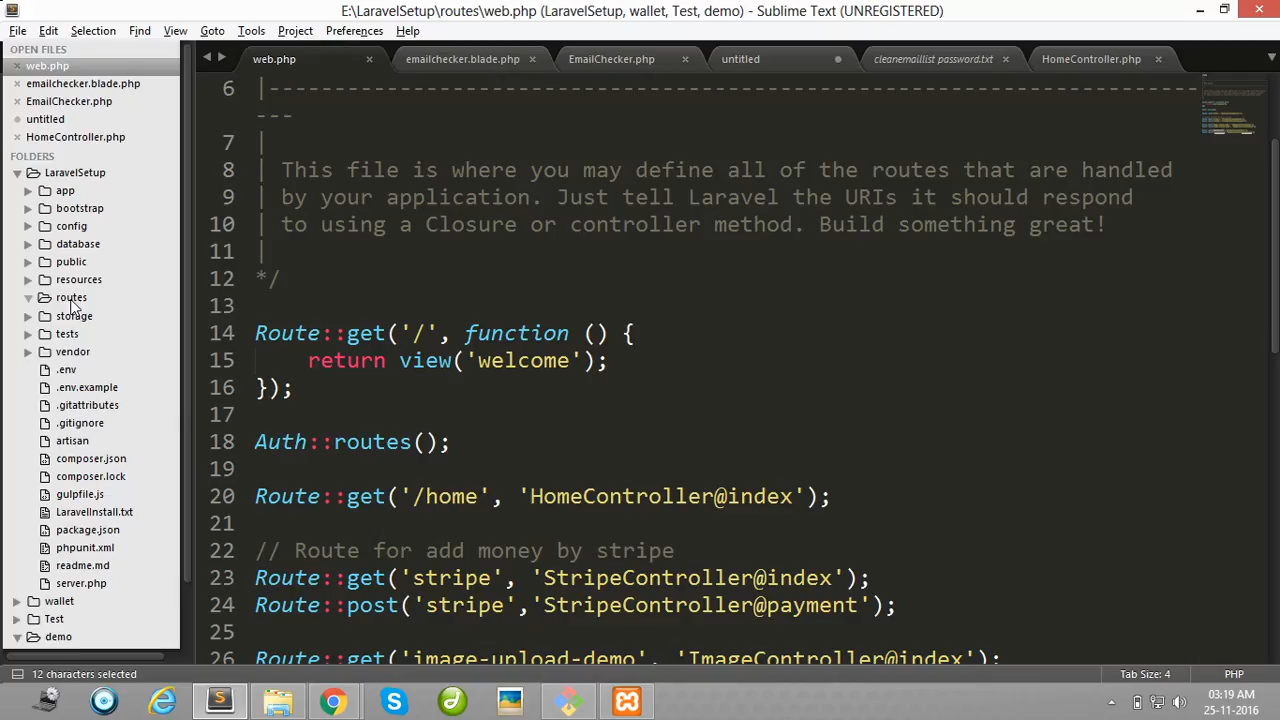 E:\LaravelSetup\routes\web.php (LaravelSetup, wallet, Test, demo) - Sublime Text (UNREGISTERED)
File Edit Selection Find View Goto Tools Project Preferences Help
OPEN FILES
web.php
emailchecker.blade.php
EmailChecker.php
untitled
HomeController.php
FOLDERS
LaravelSetup
app
bootstrap
config
database
public
resources
routes
storage
tests
vendor
.env
.env.example
.gitattributes
.gitignore
artisan
composer.json
composer.lock
gulpfile.js
LaravelInstall.txt
package.json
phpunit.xml
readme.md
server.php
wallet
Test
demo
web.php emailchecker.blade.php EmailChecker.php untitled cleanemaillist password.txt HomeController.php
6 |--------------------------------------------------------------------------
7 |
8 | This file is where you may define all of the routes that are handled
9 | by your application. Just tell Laravel the URIs it should respond
10 | to using a Closure or controller method. Build something great!
11 |
12 */
13
14 Route::get('/', function () {
15 return view('welcome');
16 });
17
18 Auth::routes();
19
20 Route::get('/home', 'HomeController@index');
21
22 // Route for add money by stripe
23 Route::get('stripe', 'StripeController@index');
24 Route::post('stripe','StripeController@payment');
25
26 Route::get('image-upload-demo', 'ImageController@index');
12 characters selected
Tab Size: 4
PHP
03:19 AM
25-11-2016